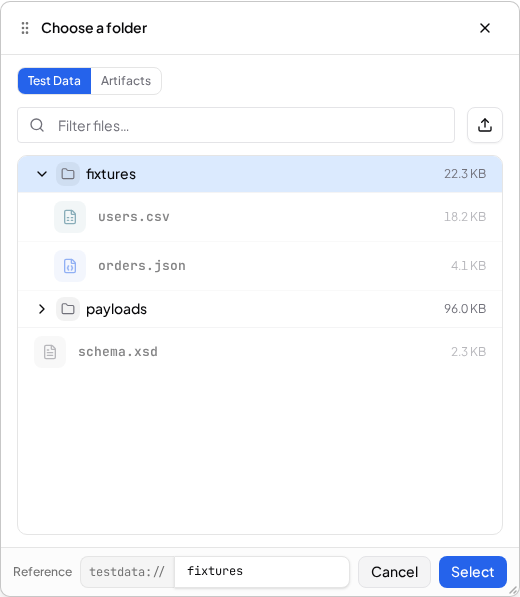 Choose a folder
Test Data Artifacts
Filter files...
fixtures 22.3 KB
users.csv 18.2 KB
orders.json 4.1 KB
payloads 96.0 KB
schema.xsd 2.3 KB
Reference testdata:// fixtures Cancel Select